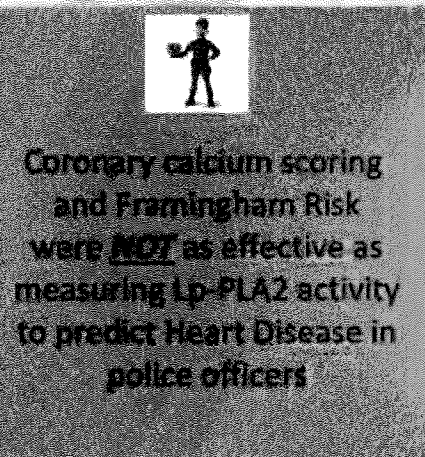 Coronary calcium scoring
and Framingham Risk
were NOT as effective as
measuring Lp-PLA2 activity
to predict Heart Disease in
police officers